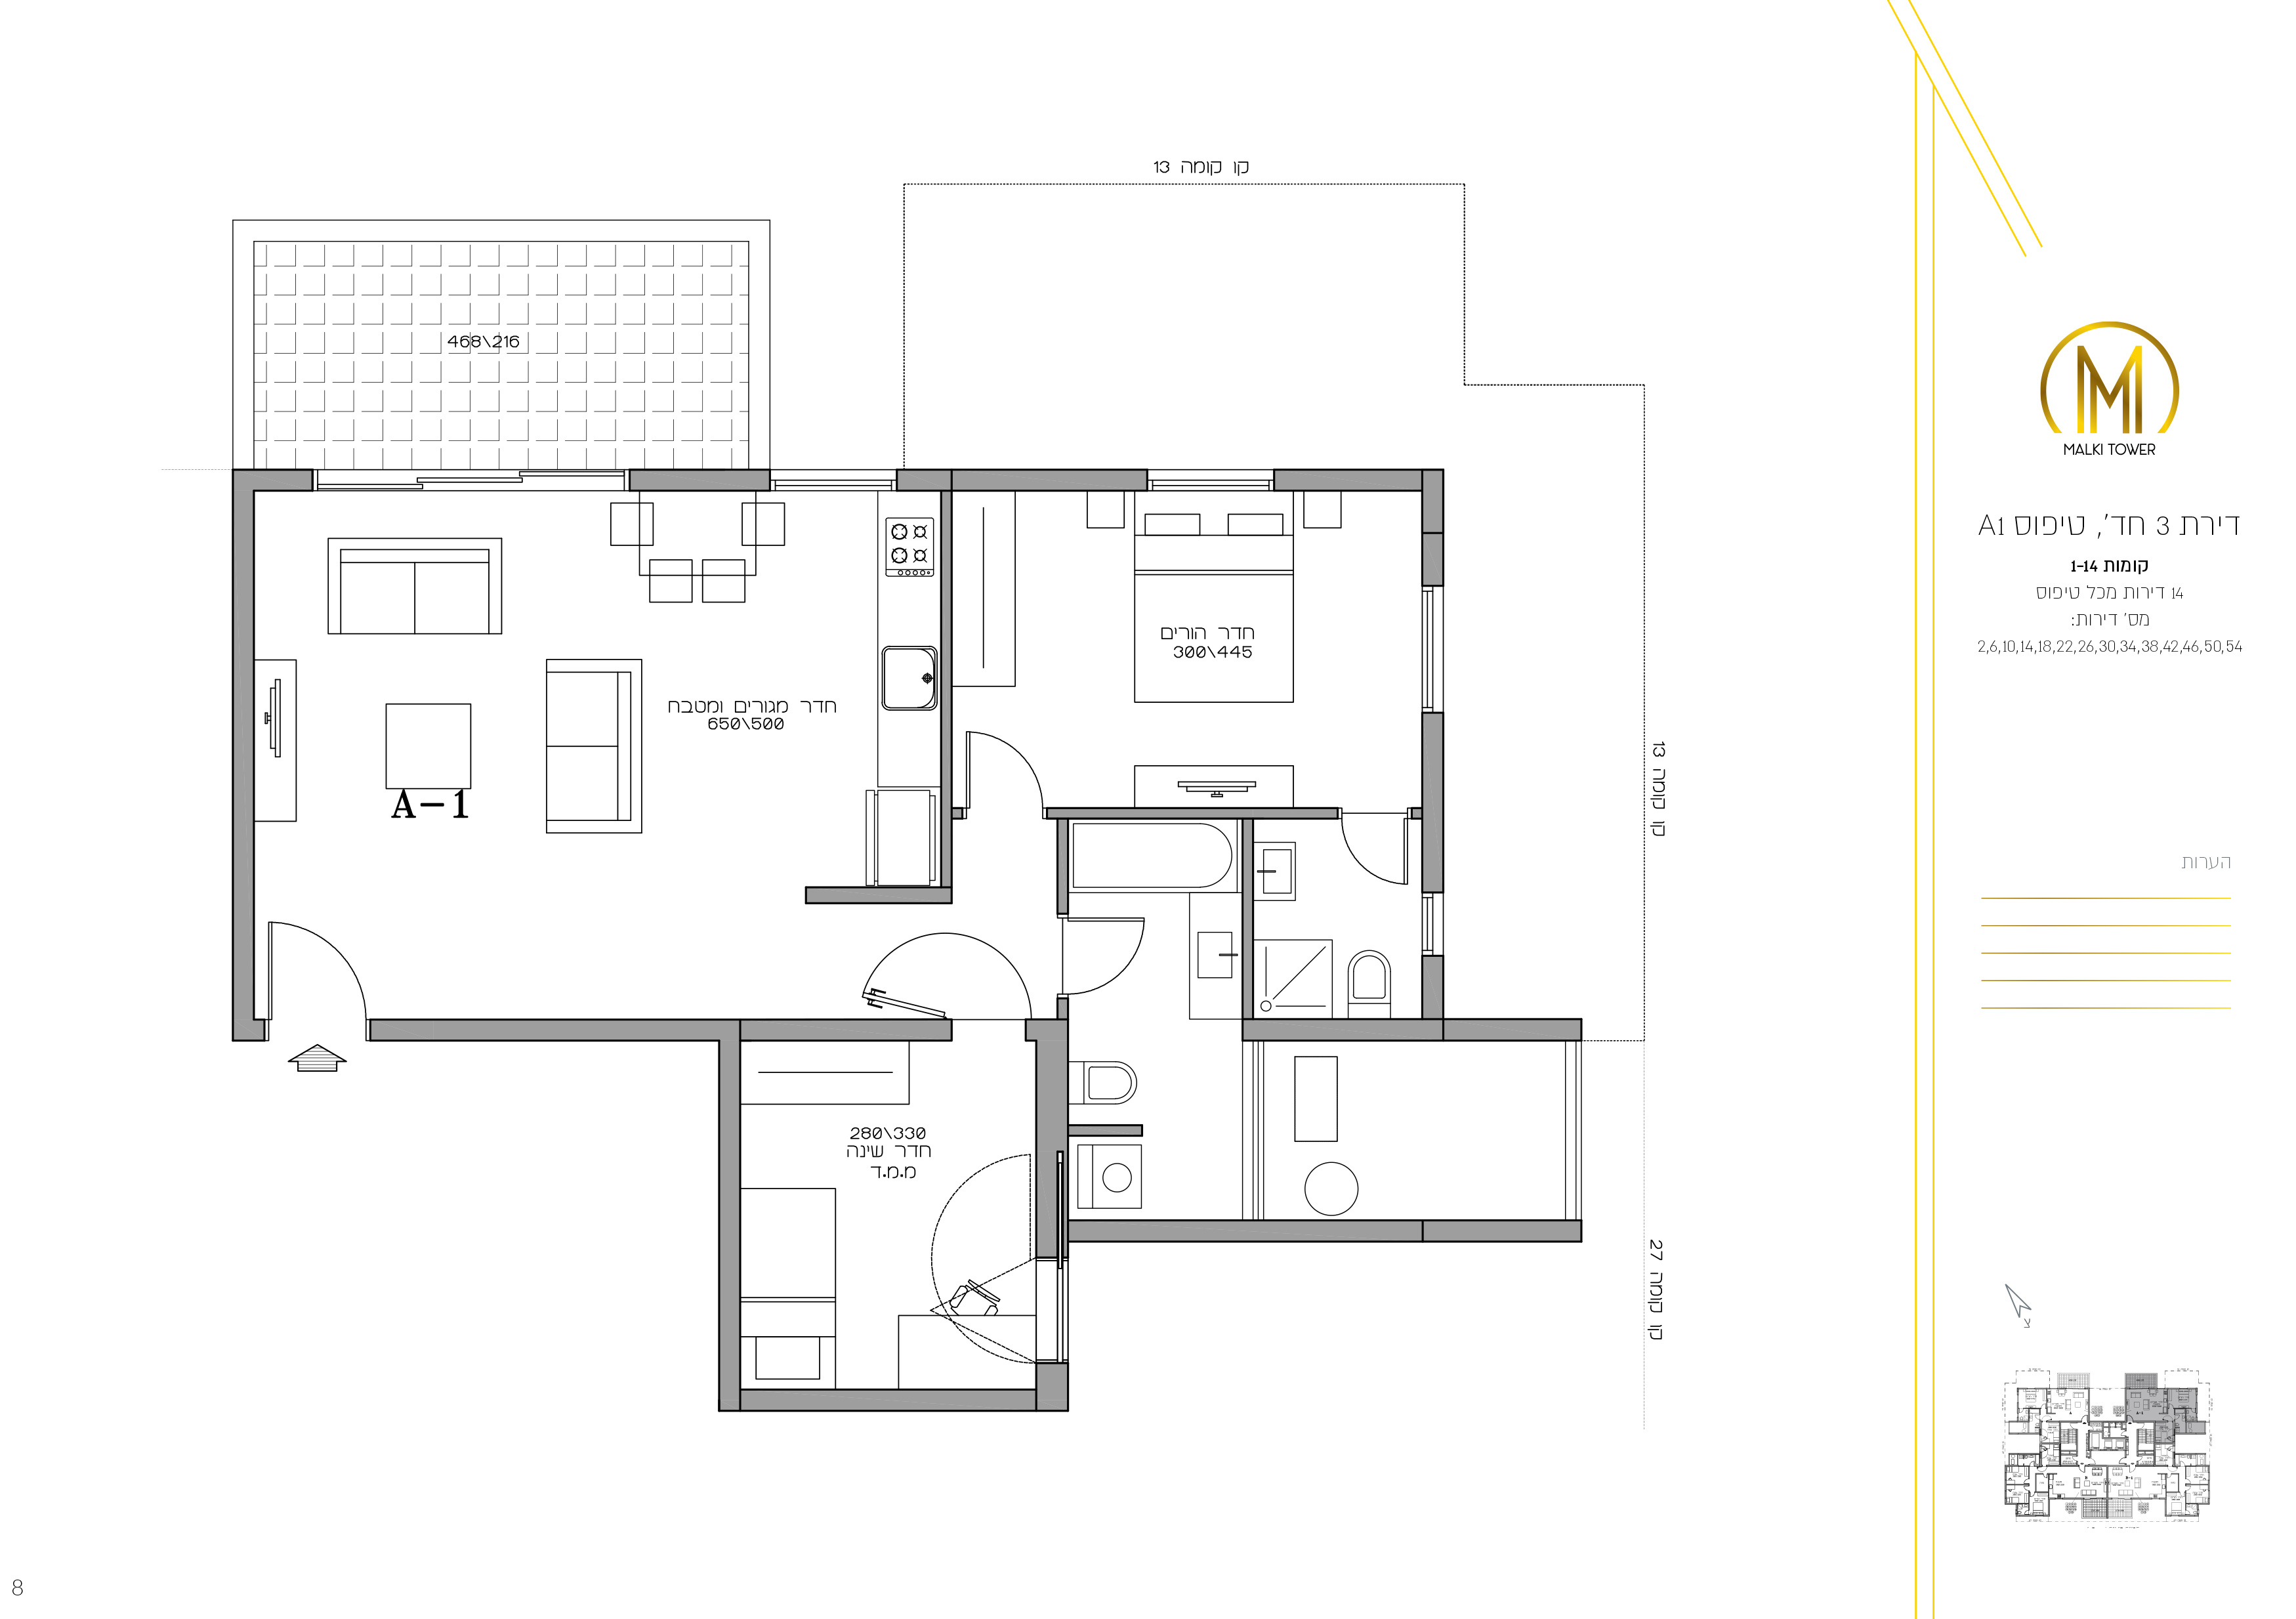 קו קומה 13
468\216
חדר הורים
300\445
חדר מגורים ומטבח
650\500
A-1
280\330
חדר שינה
מ.מ.ד
קו קומה 13
קו קומה 27
MALKI TOWER
דירת 3 חד', טיפוס A1
קומות 1-14
14 דירות מכל טיפוס
מס' דירות:
2,6,10,14,18,22,26,30,34,38,42,46,50,54
הערות
צ
8